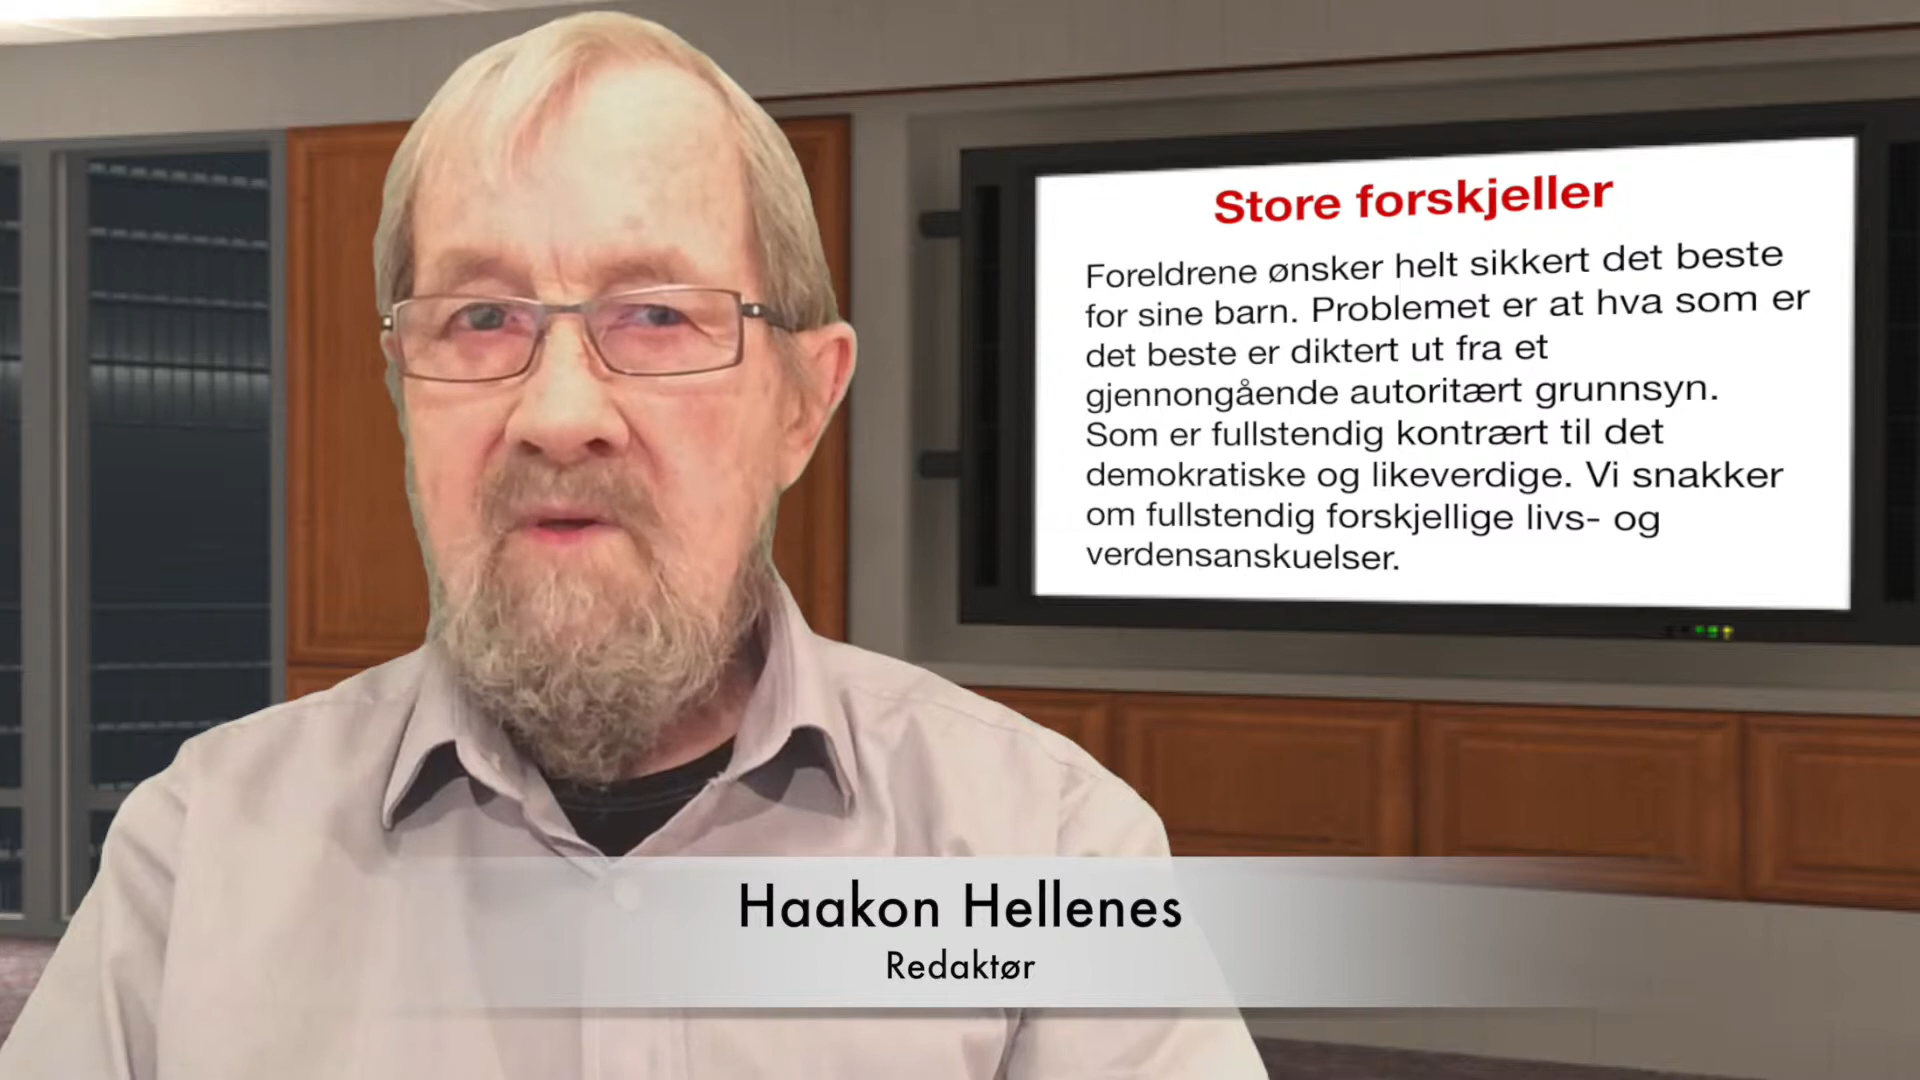 Store forskjeller
Foreldrene ønsker helt sikkert det beste
for sine barn. Problemet er at hva som er
det beste er diktert ut fra et
gjennongående autoritært grunnsyn.
Som er fullstendig kontrært til det
demokratiske og likeverdige. Vi snakker
om fullstendig forskjellige livs- og
verdensanskuelser.
Haakon Hellenes
Redaktør